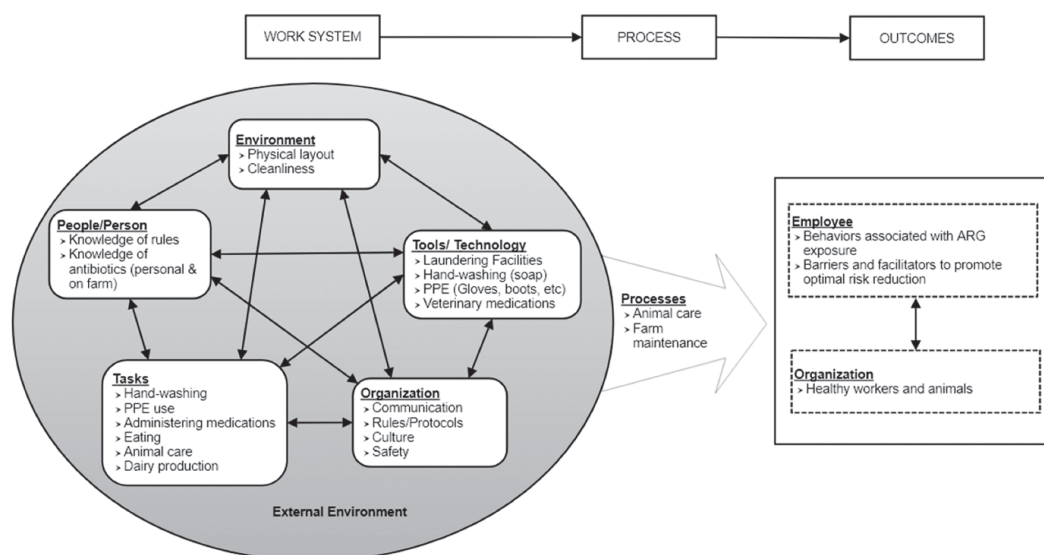 WORK SYSTEM
PROCESS
OUTCOMES
Environment
➢ Physical layout
➢ Cleanliness
People/Person
➢ Knowledge of rules
➢ Knowledge of
antibiotics (personal &
on farm)
Tools/ Technology
➢ Laundering Facilities
➢ Hand-washing (soap)
➢ PPE (Gloves, boots, etc)
➢ Veterinary medications
Tasks
➢ Hand-washing
➢ PPE use
➢ Administering medications
➢ Eating
➢ Animal care
➢ Dairy production
Organization
➢ Communication
➢ Rules/Protocols
➢ Culture
➢ Safety
External Environment
Processes
➢ Animal care
➢ Farm
maintenance
Employee
➢ Behaviors associated with ARG
exposure
➢ Barriers and facilitators to promote
optimal risk reduction
Organization
➢ Healthy workers and animals